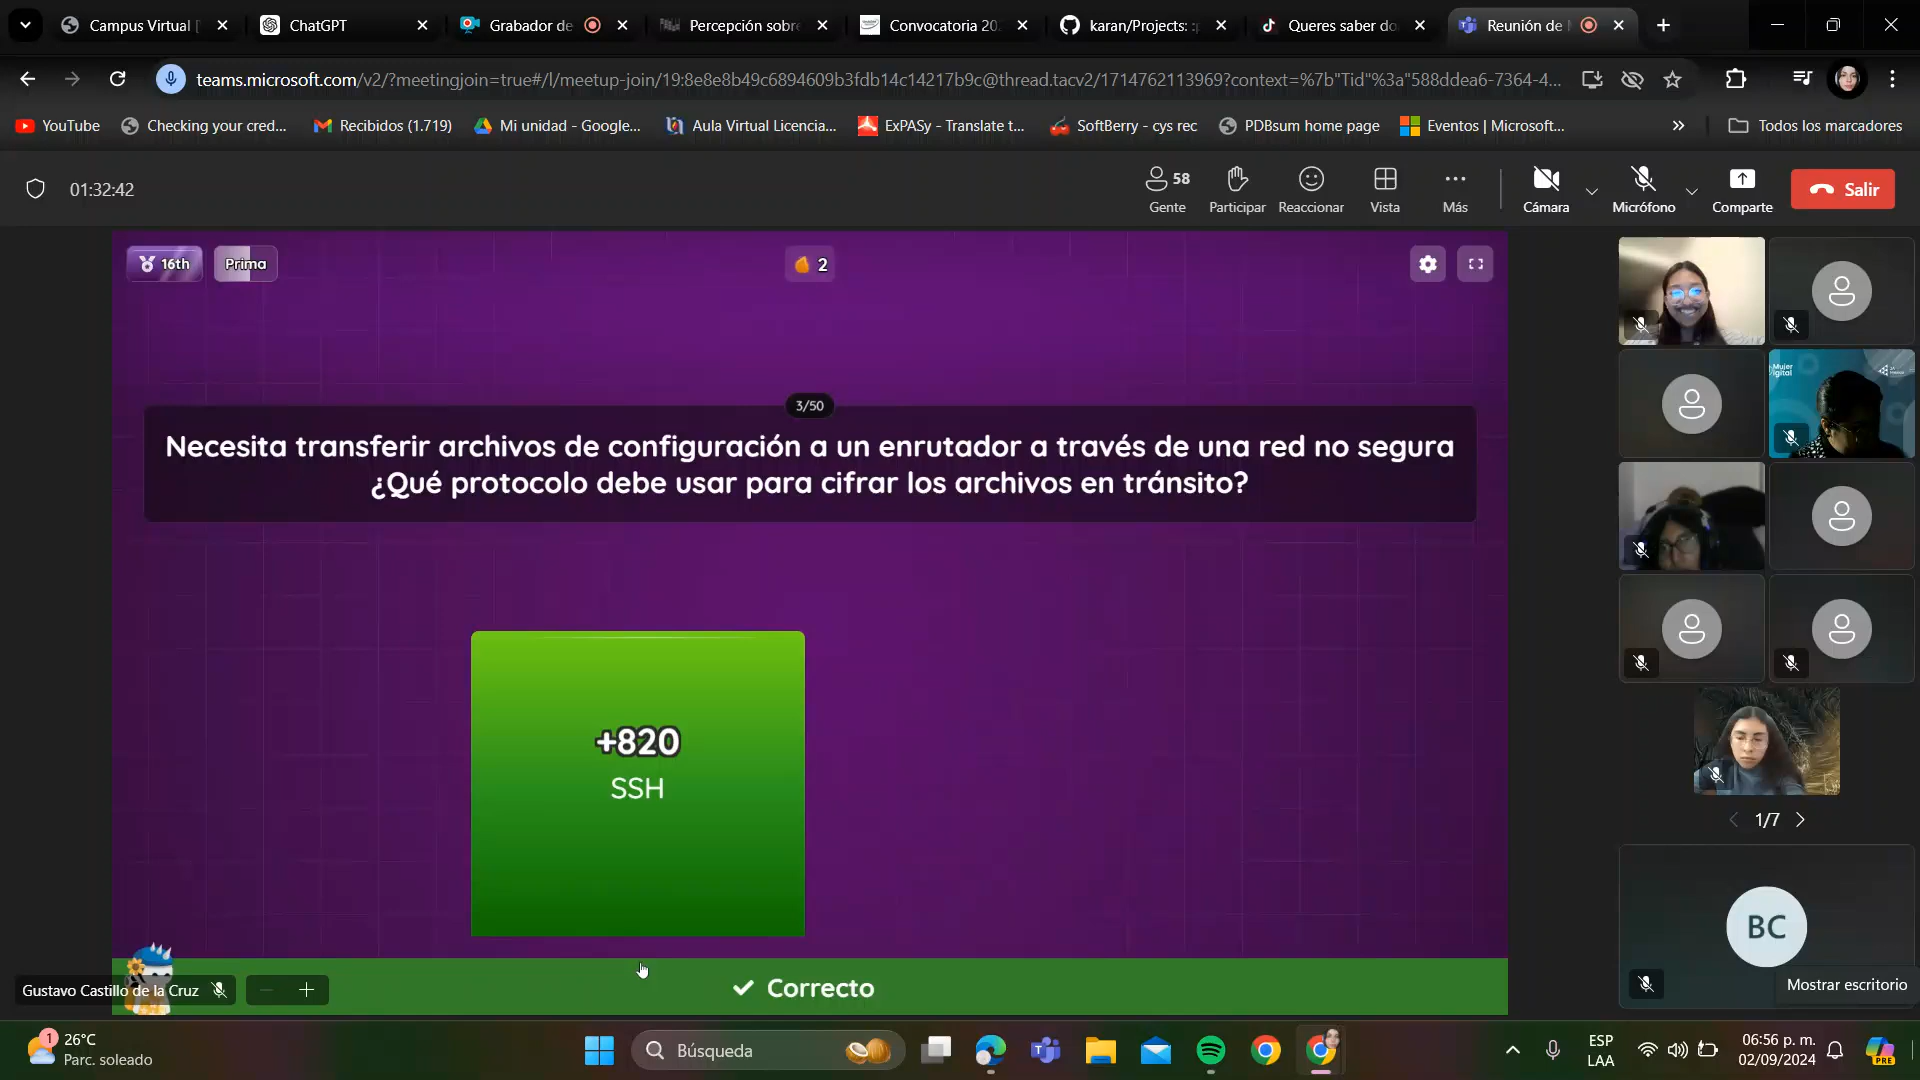 Campus Virtual [
ChatGPT
Grabador de
Percepción sobre
Convocatoria 20
karan/Projects: :p
Queres saber do
Reunión de
teams.microsoft.com/v2/?meetingjoin=true#/l/meetup-join/19:8e8e8b49c6894609b3fdb14c14217b9c@thread.tacv2/1714762113969?context=%7b"Tid"%3a"588ddea6-7364-4...
YouTube
Checking your cred...
Recibidos (1.719)
Mi unidad - Google...
Aula Virtual Licencia...
ExPASy - Translate t...
SoftBerry - cys rec
PDBsum home page
Eventos | Microsoft...
»
Todos los marcadores
01:32:42
58
Gente
Participar
Reaccionar
Vista
Más
Cámara
Micrófono
Comparte
Salir
16th
Prima
2
3/50
Necesita transferir archivos de configuración a un enrutador a través de una red no segura
¿Qué protocolo debe usar para cifrar los archivos en tránsito?
+820
SSH
Correcto
Gustavo Castillo de la Cruz
Mujer
1/7
BC
Mostrar escritorio
1
26°C
Parc. soleado
Búsqueda
ESP
LAA
06:56 p. m.
02/09/2024
PRE